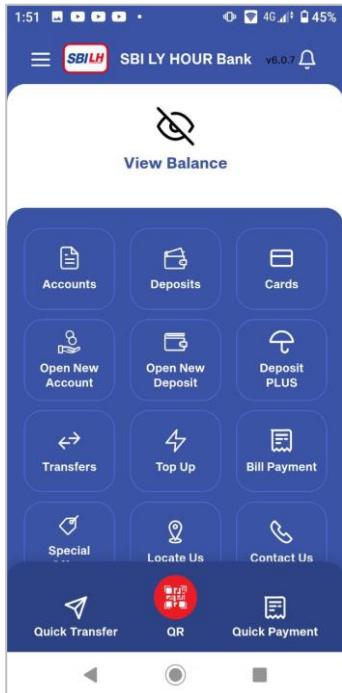 1:51 4G 45%
SBI LH SBI LY HOUR Bank v6.0.7
View Balance
Accounts Deposits Cards
Open New Open New Deposit
Account Deposit PLUS
Transfers Top Up Bill Payment
Special Locate Us Contact Us
Quick Transfer QR Quick Payment